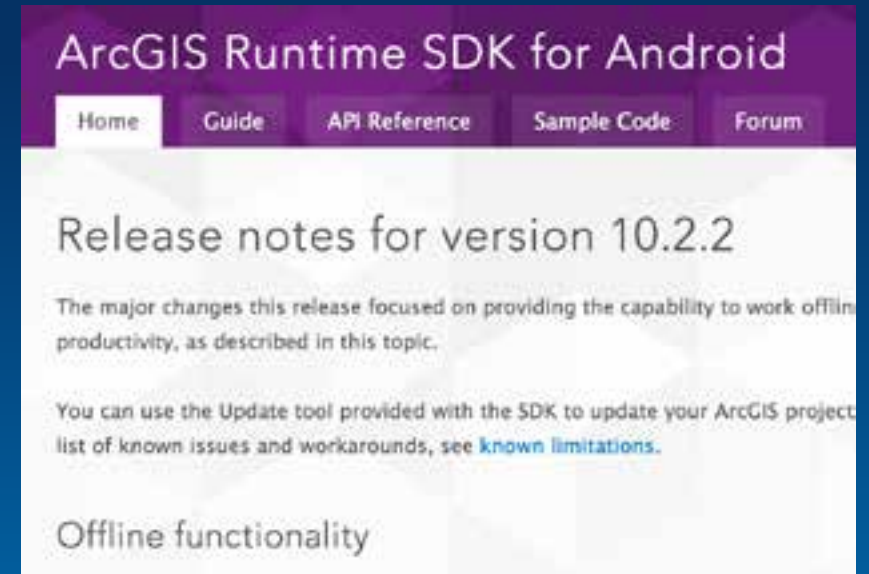 ArcGIS Runtime SDK for Android
Home Guide API Reference Sample Code Forum
Release notes for version 10.2.2
The major changes this release focused on providing the capability to work
productivity, as described in this topic.
You can use the Update tool provided with the SDK to update your ArcGIS project
list of known issues and workarounds, see known limitations.
Offline functionality